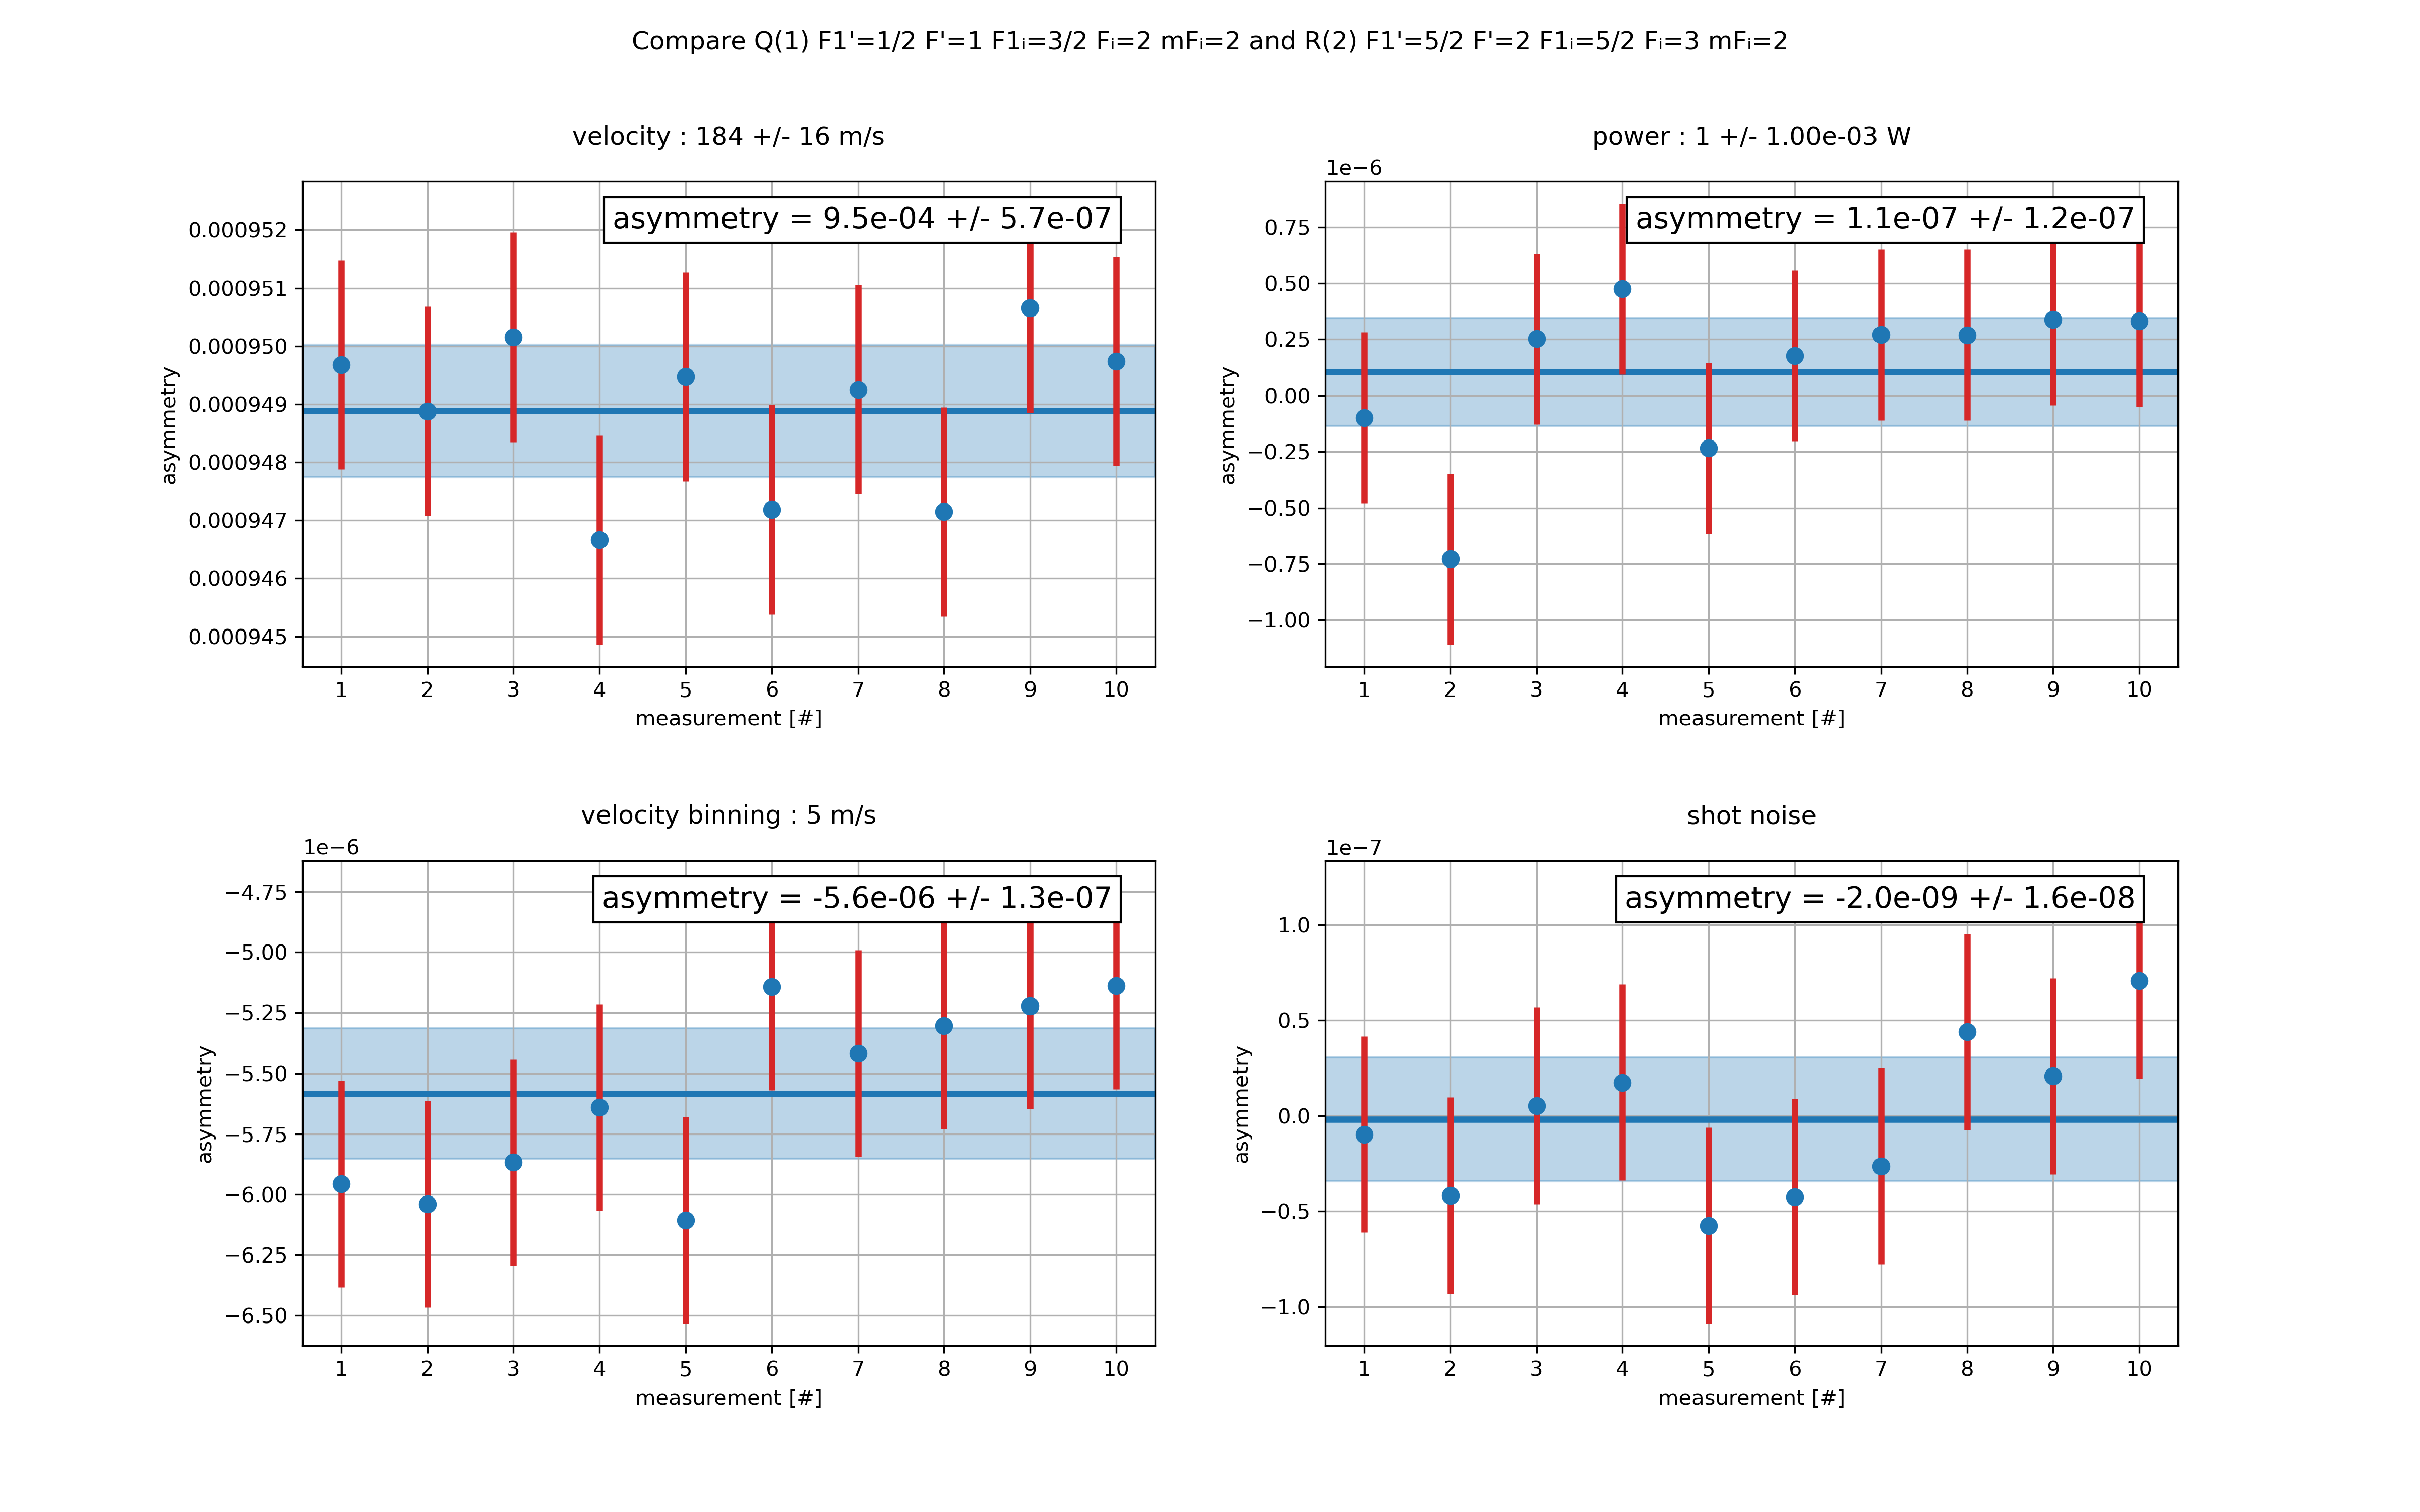 Compare Q(1) F1'=1/2 F'=1 F1ᵢ=3/2 Fᵢ=2 mFᵢ=2 and R(2) F1'=5/2 F'=2 F1ᵢ=5/2 Fᵢ=3 mFᵢ=2
velocity : 184 +/- 16 m/s
asymmetry = 9.5e-04 +/- 5.7e-07
0.000952
0.000951
0.000950
0.000949
0.000948
0.000947
0.000946
0.000945
asymmetry
1 2 3 4 5 6 7 8 9 10
measurement [#]
power : 1 +/- 1.00e-03 W
1e−6
asymmetry = 1.1e-07 +/- 1.2e-07
0.75
0.50
0.25
0.00
−0.25
−0.50
−0.75
−1.00
asymmetry
1 2 3 4 5 6 7 8 9 10
measurement [#]
velocity binning : 5 m/s
1e−6
asymmetry = -5.6e-06 +/- 1.3e-07
−4.75
−5.00
−5.25
−5.50
−5.75
−6.00
−6.25
−6.50
asymmetry
1 2 3 4 5 6 7 8 9 10
measurement [#]
shot noise
1e−7
asymmetry = -2.0e-09 +/- 1.6e-08
1.0
0.5
0.0
−0.5
−1.0
asymmetry
1 2 3 4 5 6 7 8 9 10
measurement [#]